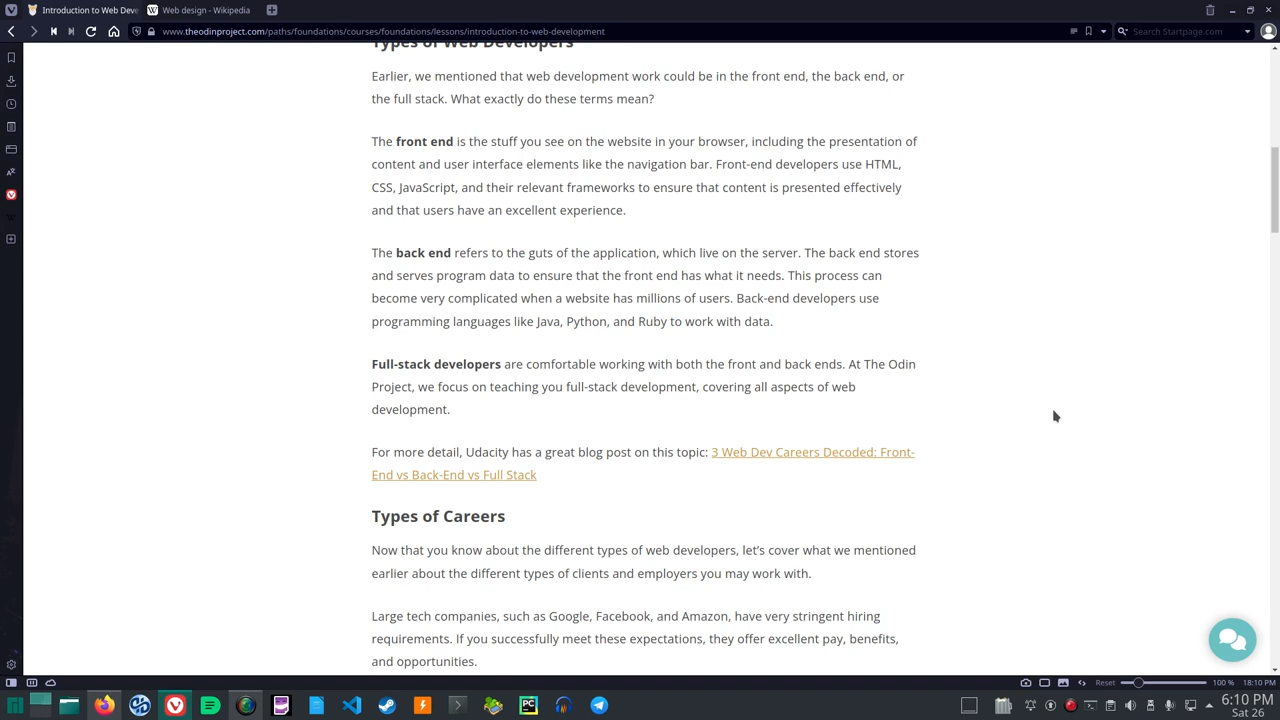 Introduction to Web Deve
Web design - Wikipedia
www.theodinproject.com/paths/foundations/courses/foundations/lessons/introduction-to-web-development
Search Startpage.com
Types of Web Developers
Earlier, we mentioned that web development work could be in the front end, the back end, or
the full stack. What exactly do these terms mean?
The front end is the stuff you see on the website in your browser, including the presentation of
content and user interface elements like the navigation bar. Front-end developers use HTML,
CSS, JavaScript, and their relevant frameworks to ensure that content is presented effectively
and that users have an excellent experience.
The back end refers to the guts of the application, which live on the server. The back end stores
and serves program data to ensure that the front end has what it needs. This process can
become very complicated when a website has millions of users. Back-end developers use
programming languages like Java, Python, and Ruby to work with data.
Full-stack developers are comfortable working with both the front and back ends. At The Odin
Project, we focus on teaching you full-stack development, covering all aspects of web
development.
For more detail, Udacity has a great blog post on this topic: 3 Web Dev Careers Decoded: Front-
End vs Back-End vs Full Stack
Types of Careers
Now that you know about the different types of web developers, let's cover what we mentioned
earlier about the different types of clients and employers you may work with.
Large tech companies, such as Google, Facebook, and Amazon, have very stringent hiring
requirements. If you successfully meet these expectations, they offer excellent pay, benefits,
and opportunities.
Reset
100 %
18:10 PM
6:10 PM
Sat 26